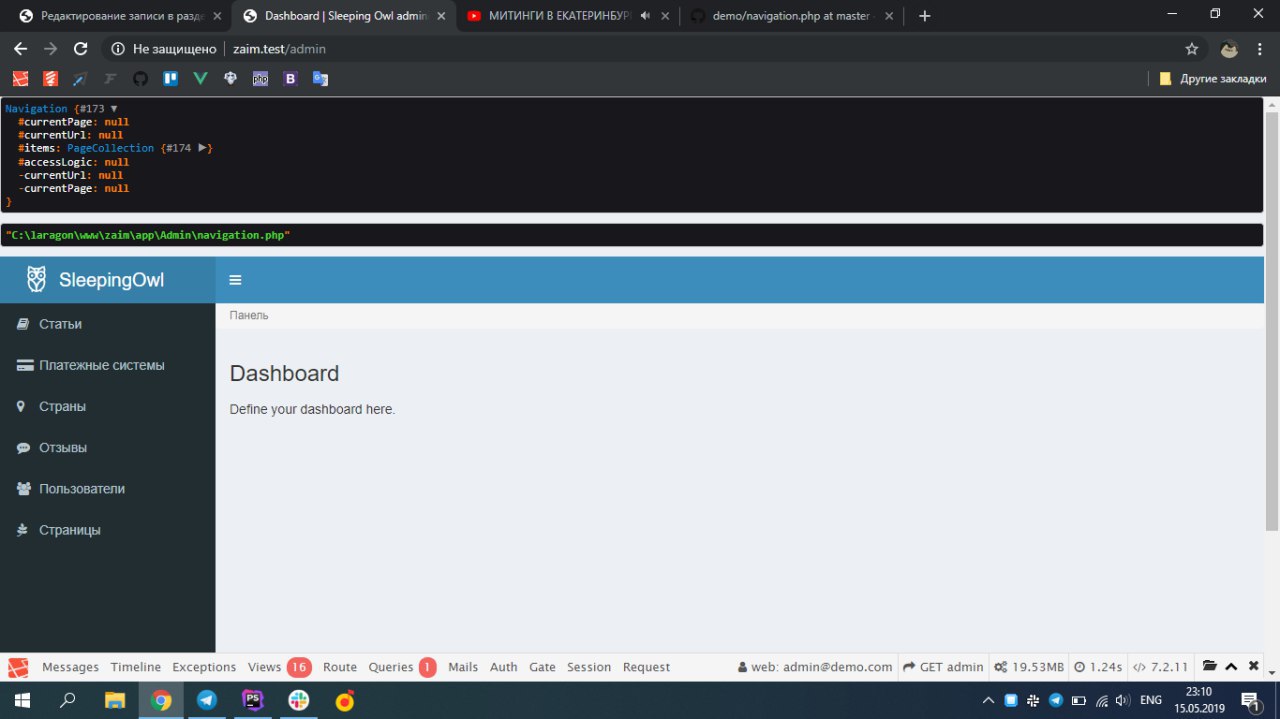 Редактирование записи в разде
Dashboard | Sleeping Owl admin
МИТИНГИ В ЕКАТЕРИНБУР
demo/navigation.php at master
Не защищено
zaim.test/admin
php
B
Другие закладки
Navigation {#173 ▼
#currentPage: null
#currentUrl: null
#items: PageCollection {#174 ▶}
#accessLogic: null
-currentUrl: null
-currentPage: null
}
"C:\laragon\www\zaim\app\Admin\navigation.php"
SleepingOwl
Панель
Статьи
Платежные системы
Страны
Отзывы
Пользователи
Страницы
Dashboard
Define your dashboard here.
Messages Timeline Exceptions Views 16 Route Queries 1 Mails Auth Gate Session Request web: admin@demo.com GET admin 19.53MB 1.24s 7.2.11
PS
ENG
23:10
15.05.2019
1